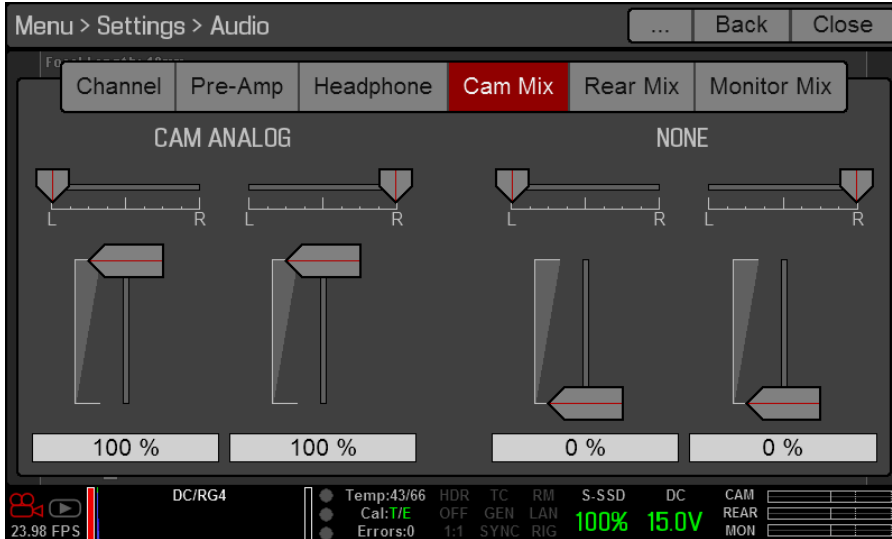 Menu > Settings > Audio ... Back Close
Channel Pre-Amp Headphone Cam Mix Rear Mix Monitor Mix
CAM ANALOG NONE
L R L R L R L R
100 % 100 % 0 % 0 %
DC/RG4 Temp:43/66 HDR TC RM S-SSD DC CAM
Cal:T/E OFF GEN LAN 100% 15.0V REAR
23.98 FPS Errors:0 1:1 SYNC RIG MON